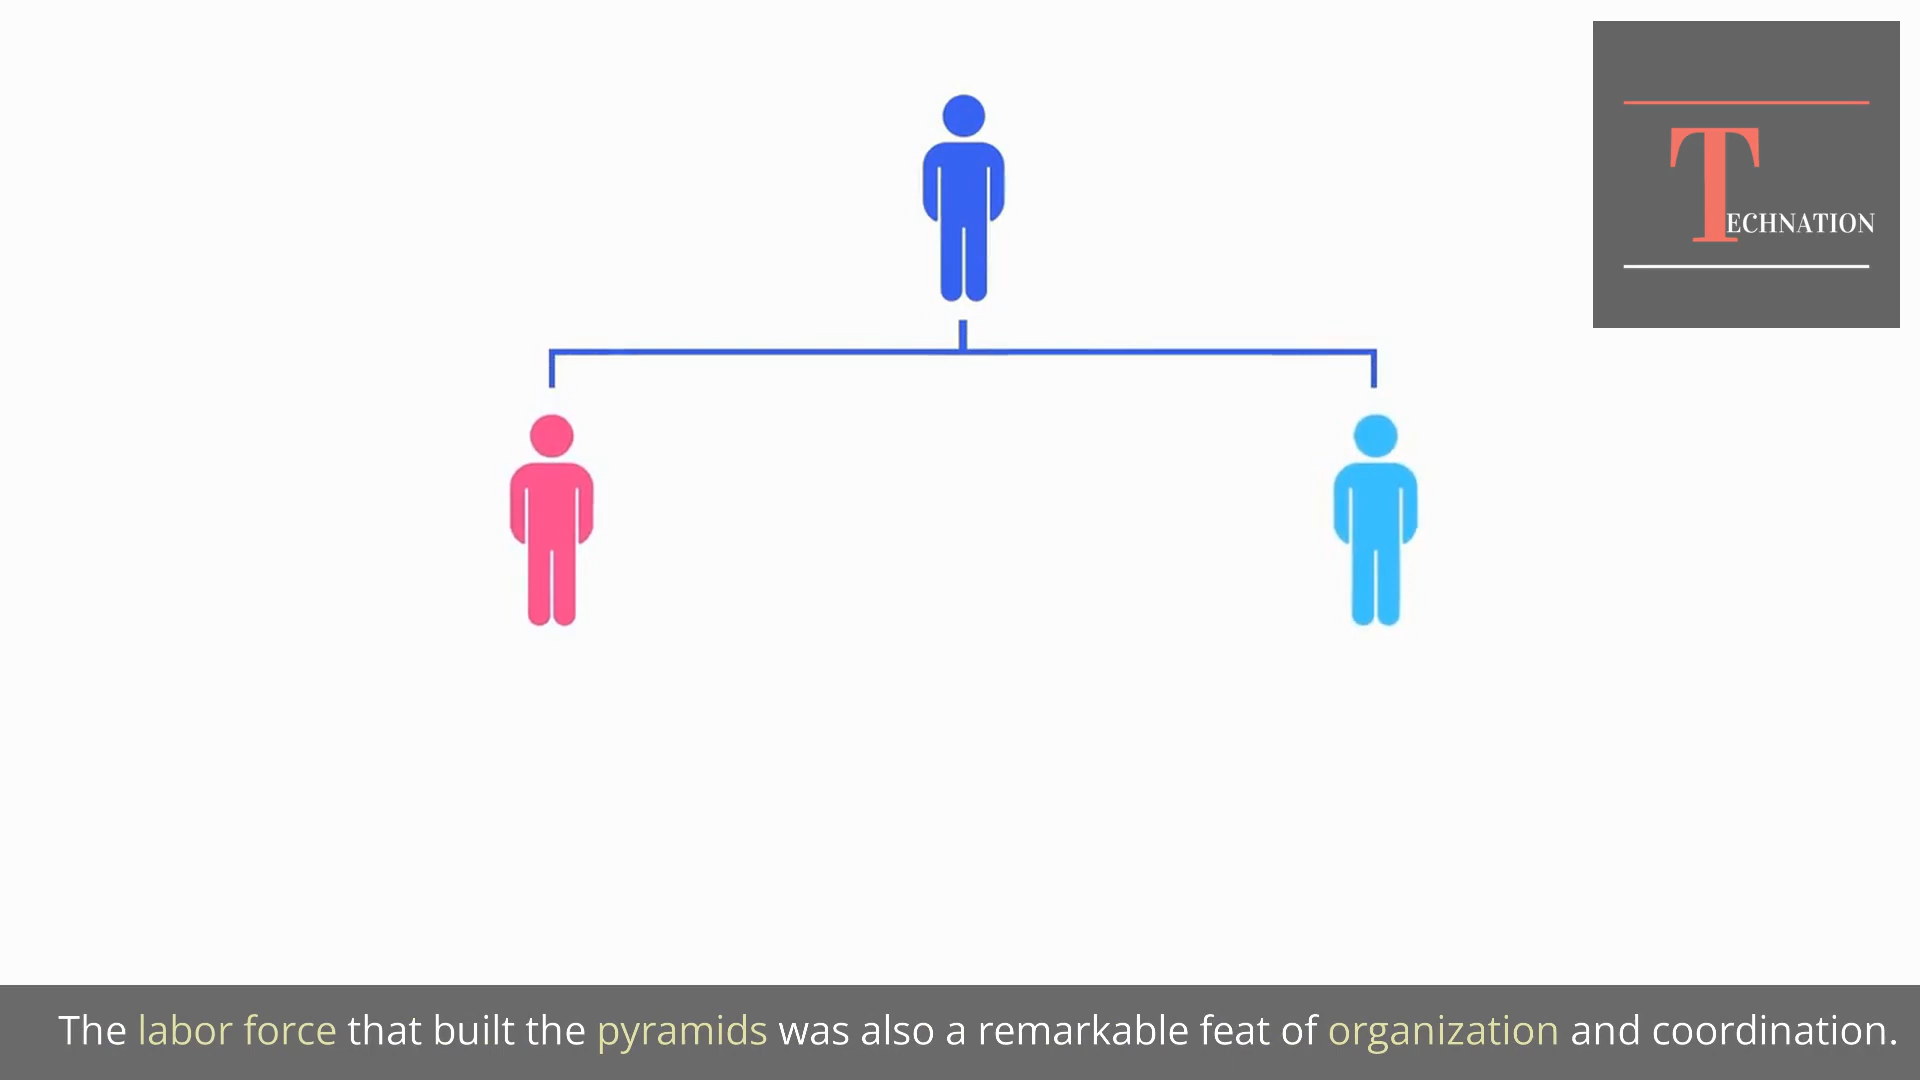 TECHNATION
The labor force that built the pyramids was also a remarkable feat of organization and coordination.